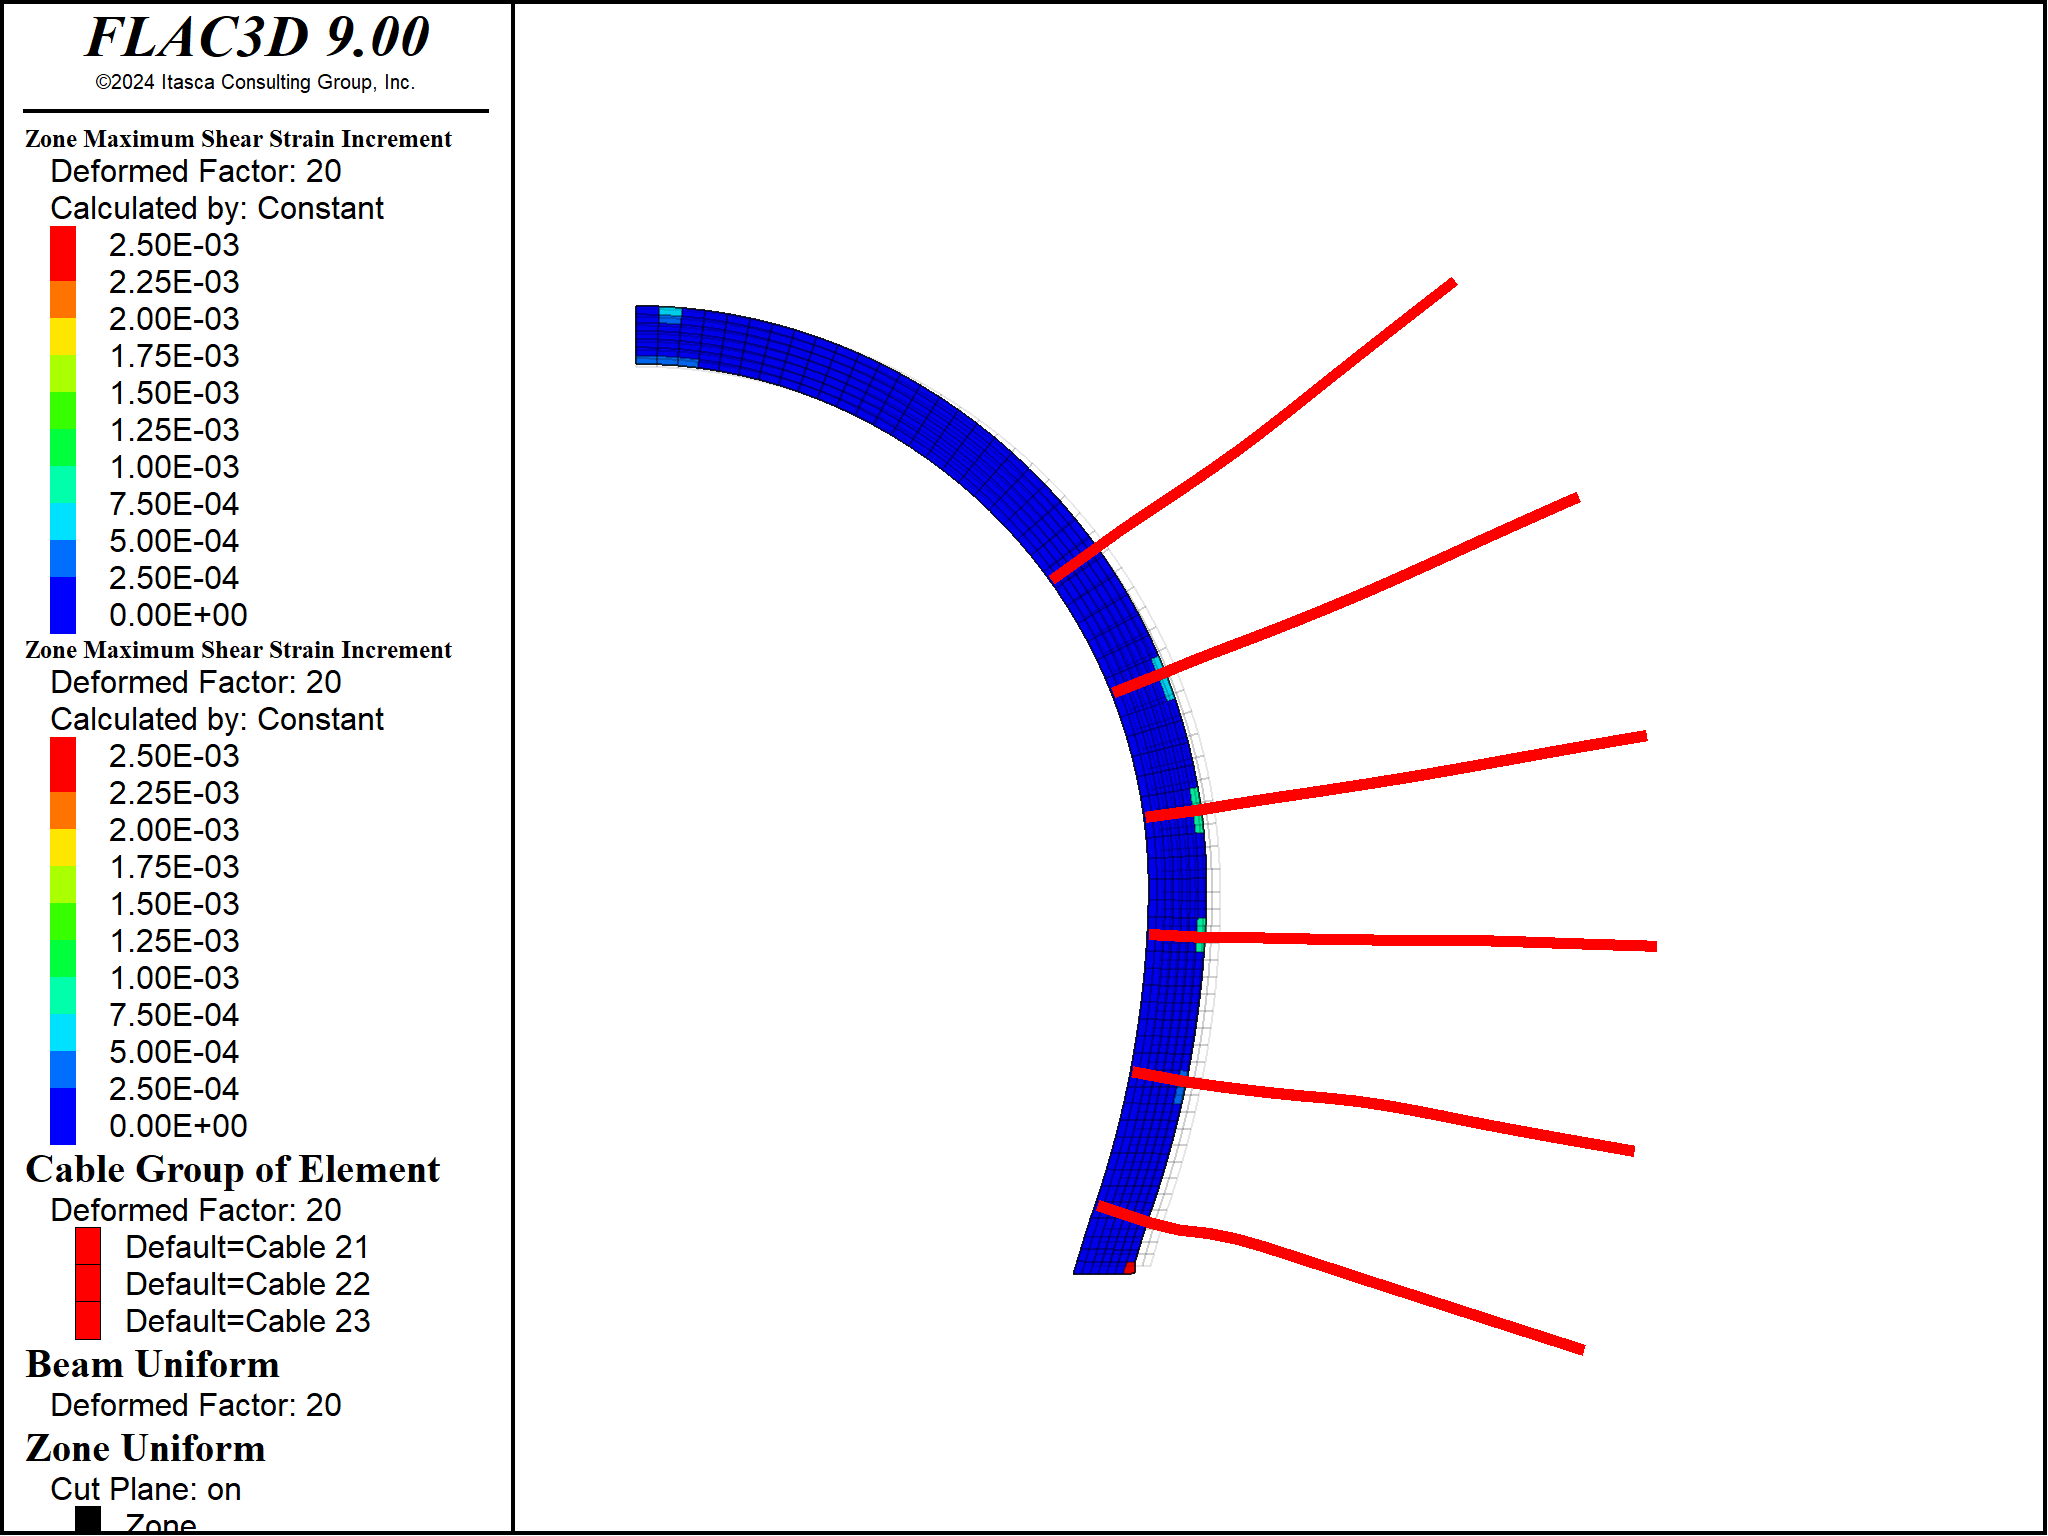 FLAC3D 9.00
©2024 Itasca Consulting Group, Inc.
Zone Maximum Shear Strain Increment
Deformed Factor: 20
Calculated by: Constant
2.50E-03
2.25E-03
2.00E-03
1.75E-03
1.50E-03
1.25E-03
1.00E-03
7.50E-04
5.00E-04
2.50E-04
0.00E+00
Zone Maximum Shear Strain Increment
Deformed Factor: 20
Calculated by: Constant
2.50E-03
2.25E-03
2.00E-03
1.75E-03
1.50E-03
1.25E-03
1.00E-03
7.50E-04
5.00E-04
2.50E-04
0.00E+00
Cable Group of Element
Deformed Factor: 20
Default=Cable 21
Default=Cable 22
Default=Cable 23
Beam Uniform
Deformed Factor: 20
Zone Uniform
Cut Plane: on
Zone